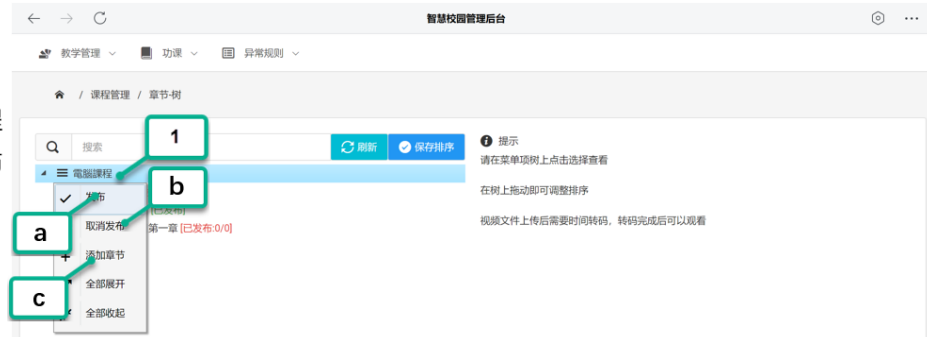 智慧校园管理后台
教学管理 功课 异常规则
/ 课程管理 / 章节-树
搜索 刷新 保存排序
提示
请在菜单项树上点击选择查看
電腦課程
在树上拖动即可调整排序
发布
[已发布]
取消发布
第一章 [已发布:0/0]
视频文件上传后需要时间转码，转码完成后可以观看
添加章节
全部展开
全部收起
1
a
b
c